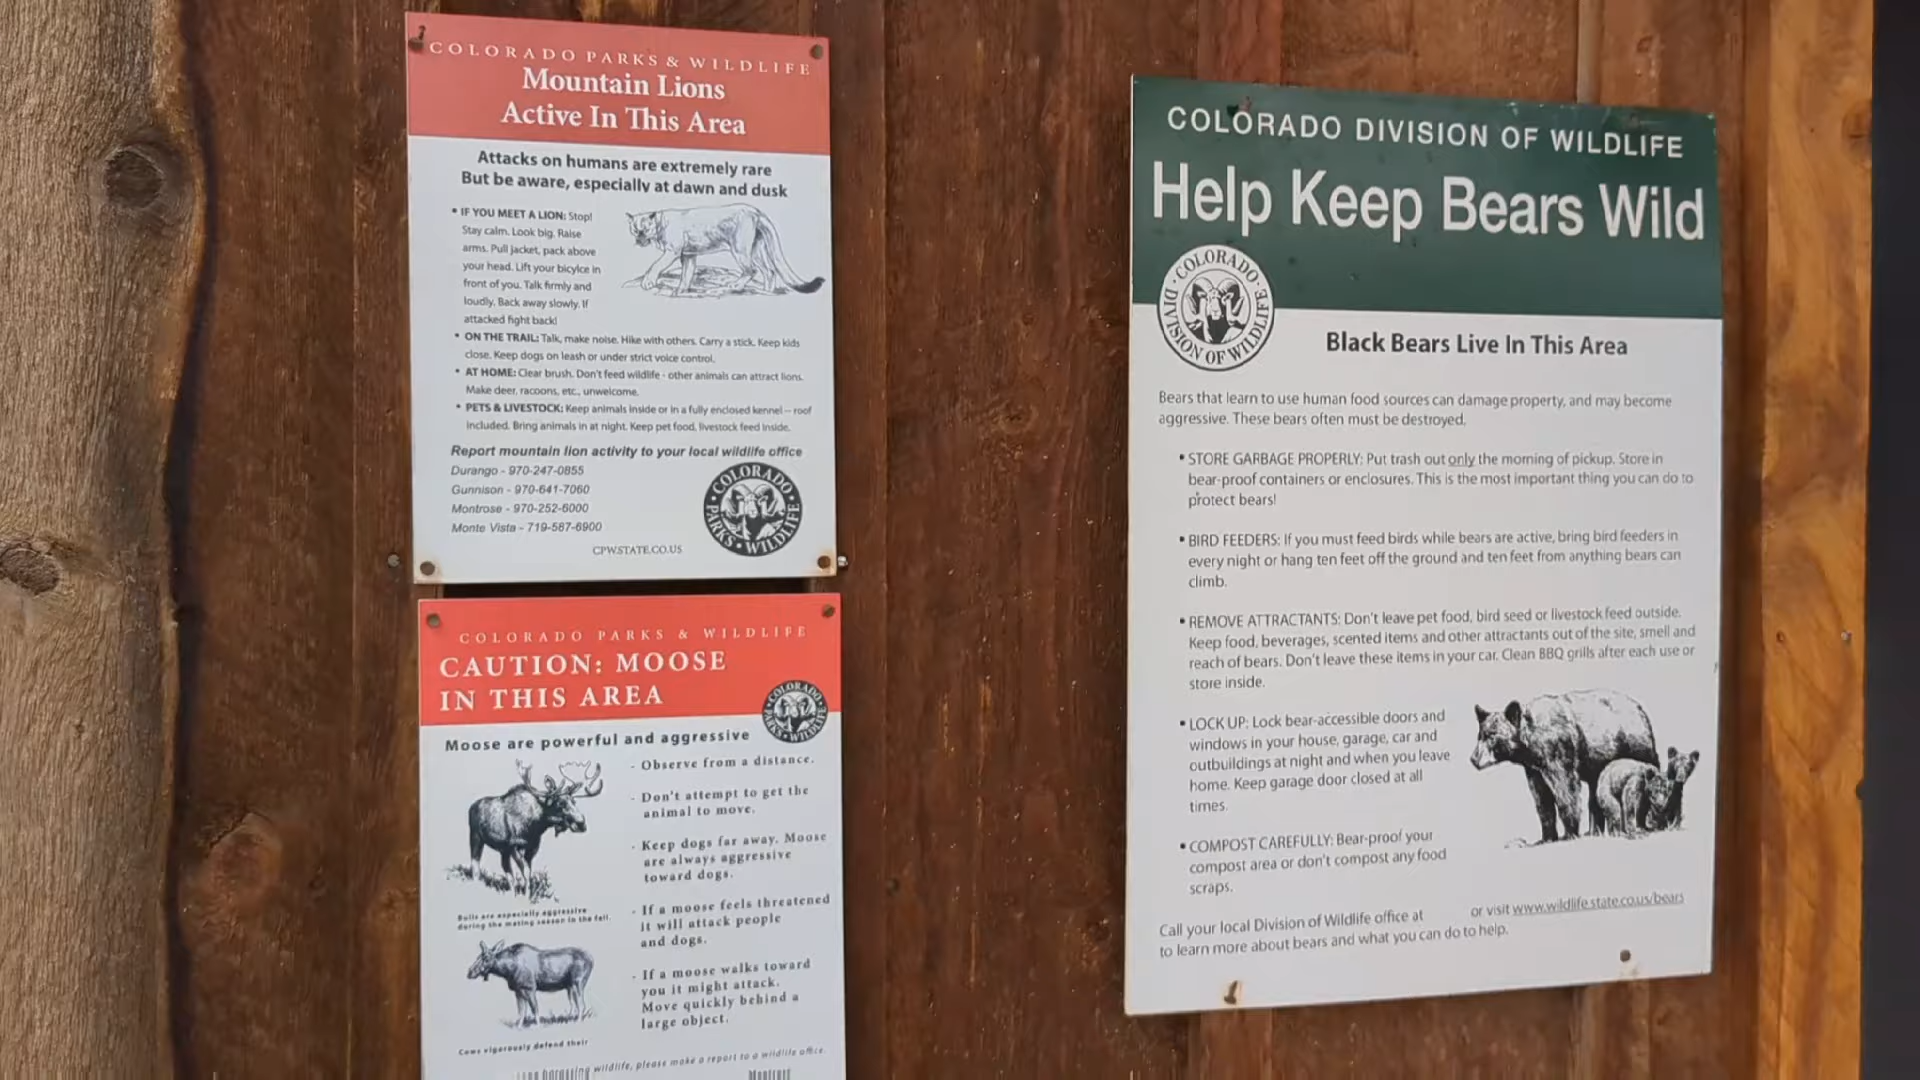 COLORADO PARKS & WILDLIFE
Mountain Lions
Active In This Area
Attacks on humans are extremely rare
But be aware, especially at dawn and dusk
• IF YOU MEET A LION: Stop!
Stay calm. Look big. Raise
arms. Pull jacket, pack above
your head. Lift your bicylce in
front of you. Talk firmly and
loudly. Back away slowly. If
attacked fight back!
• ON THE TRAIL: Talk, make noise. Hike with others. Carry a stick. Keep kids
close. Keep dogs on leash or under strict voice control.
• AT HOME: Clear brush. Don't feed wildlife - other animals can attract lions.
Make deer, racoons, etc., unwelcome.
• PETS & LIVESTOCK: Keep animals inside or in a fully enclosed kennel -- roof
included. Bring animals in at night. Keep pet food, livestock feed inside.
Report mountain lion activity to your local wildlife office
Durango - 970-247-0855
Gunnison - 970-641-7060
Montrose - 970-252-6000
Monte Vista - 719-587-6900
CPW.STATE.CO.US
COLORADO
PARKS • WILDLIFE
COLORADO PARKS & WILDLIFE
CAUTION: MOOSE
IN THIS AREA
COLORADO
PARKS • WILDLIFE
Moose are powerful and aggressive
- Observe from a distance.
- Don't attempt to get the
animal to move.
- Keep dogs far away. Moose
are always aggressive
toward dogs.
- If a moose feels threatened
it will attack people
and dogs.
- If a moose walks toward
you it might attack.
Move quickly behind a
large object.
Bulls are especially aggressive
during the mating season in the fall.
Cows vigorously defend their
harassing wildlife, please make a report to a wildlife office.
Montrose
COLORADO DIVISION OF WILDLIFE
Help Keep Bears Wild
COLORADO
DIVISION OF WILDLIFE
Black Bears Live In This Area
Bears that learn to use human food sources can damage property, and may become
aggressive. These bears often must be destroyed.
• STORE GARBAGE PROPERLY: Put trash out only the morning of pickup. Store in
bear-proof containers or enclosures. This is the most important thing you can do to
protect bears!
• BIRD FEEDERS: If you must feed birds while bears are active, bring bird feeders in
every night or hang ten feet off the ground and ten feet from anything bears can
climb.
• REMOVE ATTRACTANTS: Don't leave pet food, bird seed or livestock feed outside.
Keep food, beverages, scented items and other attractants out of the site, smell and
reach of bears. Don't leave these items in your car. Clean BBQ grills after each use or
store inside.
• LOCK UP: Lock bear-accessible doors and
windows in your house, garage, car and
outbuildings at night and when you leave
home. Keep garage door closed at all
times.
• COMPOST CAREFULLY: Bear-proof your
compost area or don't compost any food
scraps.
Call your local Division of Wildlife office at or visit www.wildlife.state.co.us/bears
to learn more about bears and what you can do to help.